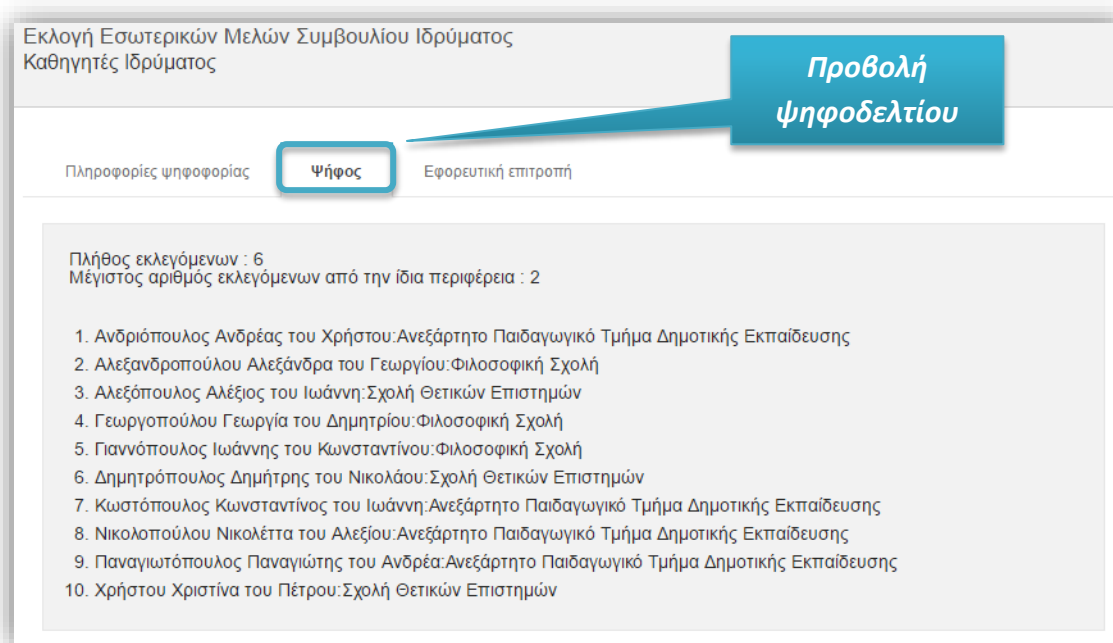 Εκλογή Εσωτερικών Μελών Συμβουλίου Ιδρύματος
Καθηγητές Ιδρύματος
Προβολή
ψηφοδελτίου
Πληροφορίες ψηφοφορίας Ψήφος Εφορευτική επιτροπή
Πλήθος εκλεγόμενων : 6
Μέγιστος αριθμός εκλεγόμενων από την ίδια περιφέρεια : 2
1. Ανδριόπουλος Ανδρέας του Χρήστου:Ανεξάρτητο Παιδαγωγικό Τμήμα Δημοτικής Εκπαίδευσης
2. Αλεξανδροπούλου Αλεξάνδρα του Γεωργίου:Φιλοσοφική Σχολή
3. Αλεξόπουλος Αλέξιος του Ιωάννη:Σχολή Θετικών Επιστημών
4. Γεωργοπούλου Γεωργία του Δημητρίου:Φιλοσοφική Σχολή
5. Γιαννόπουλος Ιωάννης του Κωνσταντίνου:Φιλοσοφική Σχολή
6. Δημητρόπουλος Δημήτρης του Νικολάου:Σχολή Θετικών Επιστημών
7. Κωστόπουλος Κωνσταντίνος του Ιωάννη:Ανεξάρτητο Παιδαγωγικό Τμήμα Δημοτικής Εκπαίδευσης
8. Νικολοπούλου Νικολέττα του Αλεξίου:Ανεξάρτητο Παιδαγωγικό Τμήμα Δημοτικής Εκπαίδευσης
9. Παναγιωτόπουλος Παναγιώτης του Ανδρέα:Ανεξάρτητο Παιδαγωγικό Τμήμα Δημοτικής Εκπαίδευσης
10. Χρήστου Χριστίνα του Πέτρου:Σχολή Θετικών Επιστημών